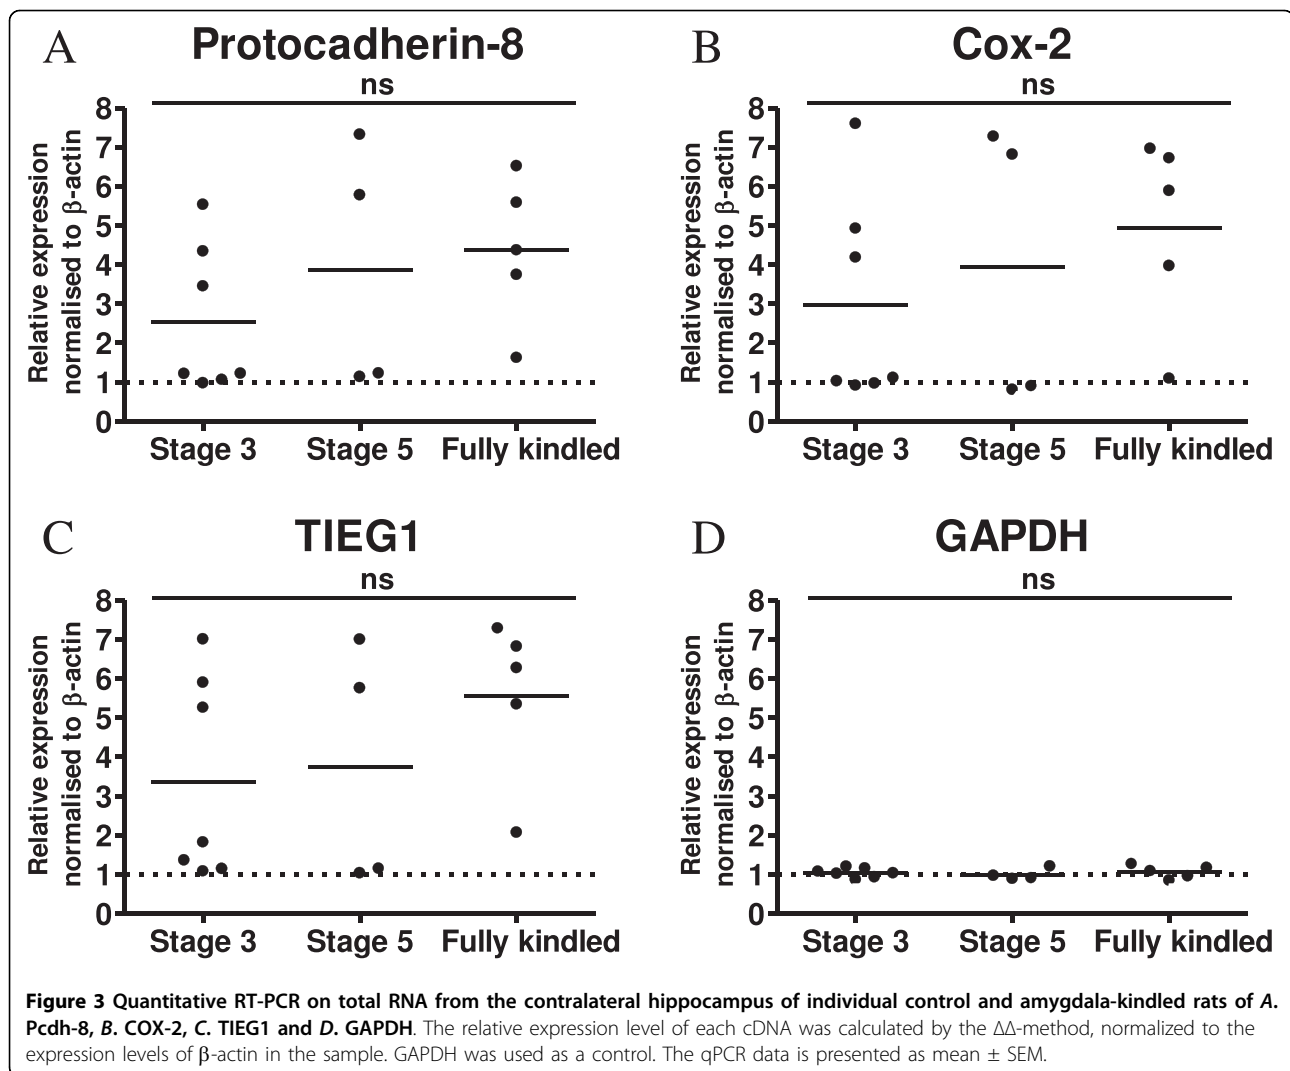 A Protocadherin-8
ns
Relative expression
normalised to β-actin
8
7
6
5
4
3
2
1
0
Stage 3 Stage 5 Fully kindled
B Cox-2
ns
Relative expression
normalised to β-actin
8
7
6
5
4
3
2
1
0
Stage 3 Stage 5 Fully kindled
C TIEG1
ns
Relative expression
normalised to β-actin
8
7
6
5
4
3
2
1
0
Stage 3 Stage 5 Fully kindled
D GAPDH
ns
Relative expression
normalised to β-actin
8
7
6
5
4
3
2
1
0
Stage 3 Stage 5 Fully kindled
Figure 3 Quantitative RT-PCR on total RNA from the contralateral hippocampus of individual control and amygdala-kindled rats of A.
Pcdh-8, B. COX-2, C. TIEG1 and D. GAPDH. The relative expression level of each cDNA was calculated by the ΔΔ-method, normalized to the
expression levels of β-actin in the sample. GAPDH was used as a control. The qPCR data is presented as mean ± SEM.